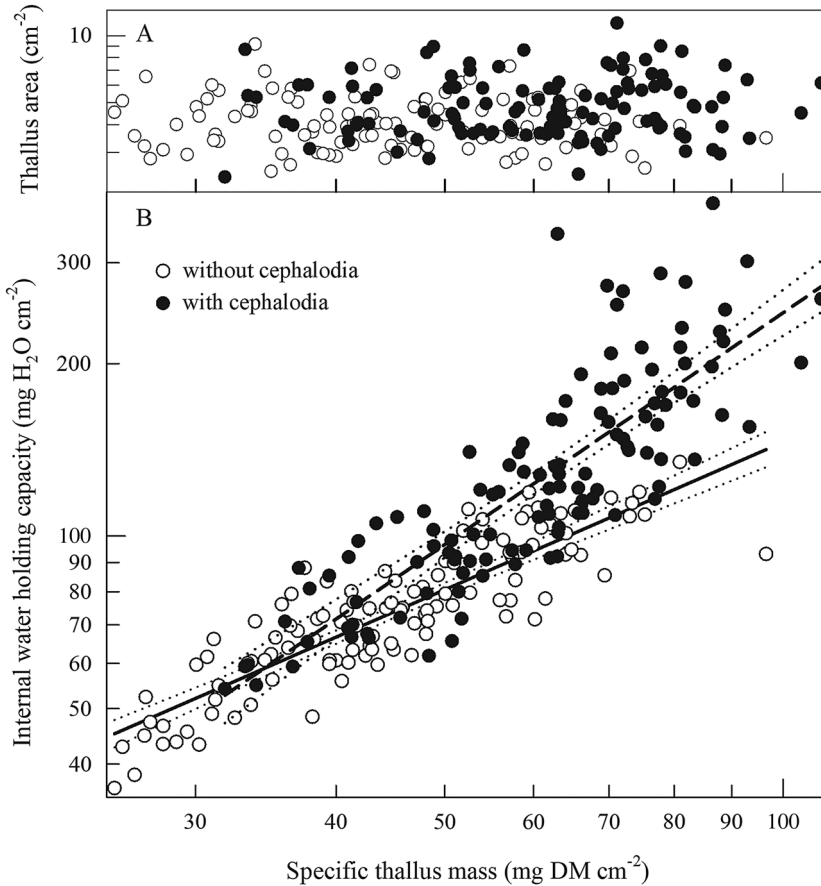 10
A
Thallus area (cm⁻²)
B
300
without cephalodia
with cephalodia
200
100
90
80
70
60
50
40
Internal water holding capacity (mg H₂O cm⁻²)
30 40 50 60 70 80 90 100
Specific thallus mass (mg DM cm⁻²)